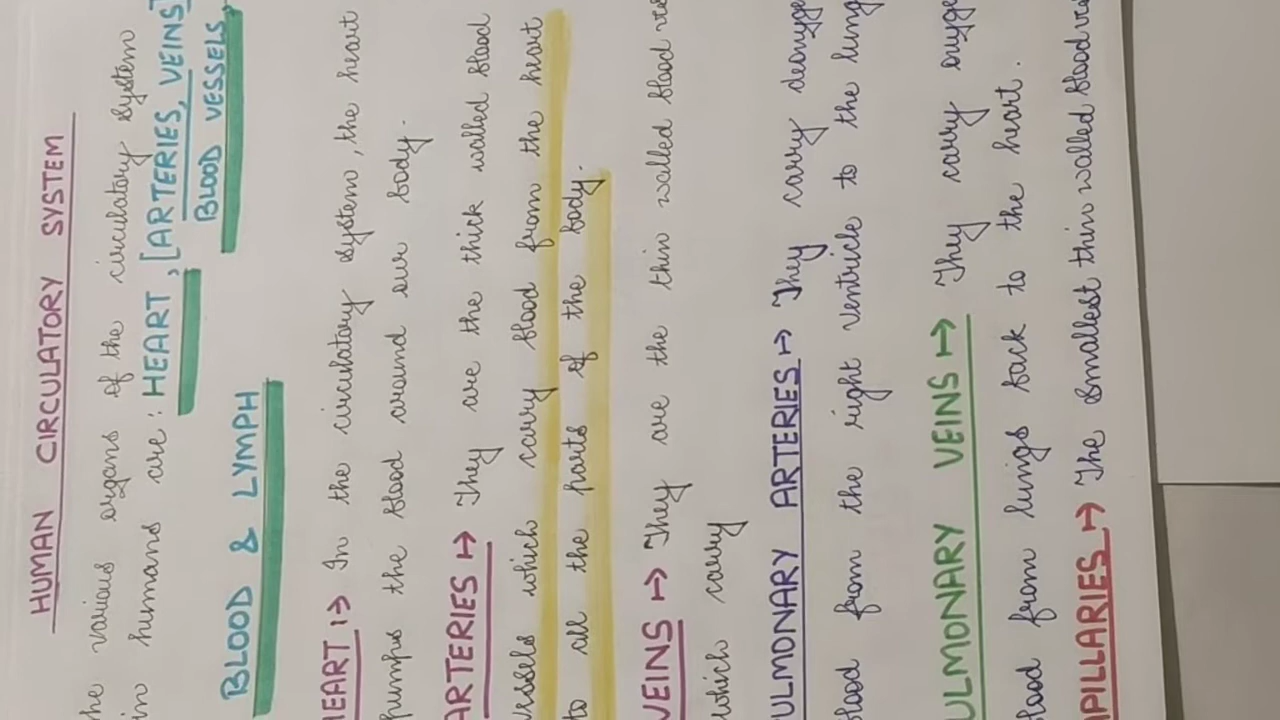 HUMAN CIRCULATORY SYSTEM
he various organs of the circulatory system
in humans are: HEART, [ARTERIES, VEINS]
BLOOD VESSELS,
BLOOD & LYMPH
HEART :→ In the circulatory system, the heart
pumps the blood around our body.
ARTERIES ↦ They are the thick walled blood
vessels which carry blood from the heart
to all the parts of the body.
VEINS ↦ They are the thin walled blood ves
which carry
ULMONARY ARTERIES ↦ They carry deoxyge
blood from the right ventricle to the lung
ULMONARY VEINS ↦ They carry oxyge
blood from lungs back to the heart.
APILLARIES ↦ The smallest thin walled blood ves